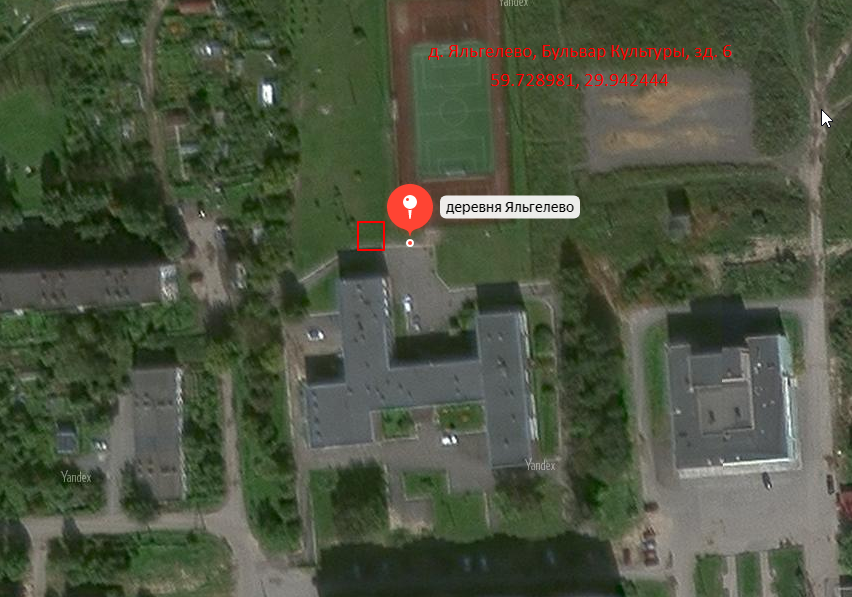 Yandex
д. Яльгелево, Бульвар Культуры, зд. 6
59.728981, 29.942444
деревня Яльгелево
Yandex
Yandex